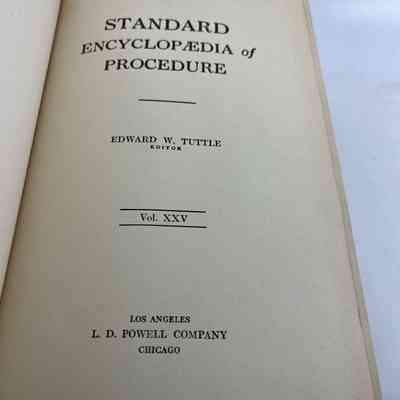 STANDARD
ENCYCLOPÆDIA of
PROCEDURE
EDWARD W. TUTTLE
EDITOR
Vol. XXV
LOS ANGELES
L. D. POWELL COMPANY
CHICAGO